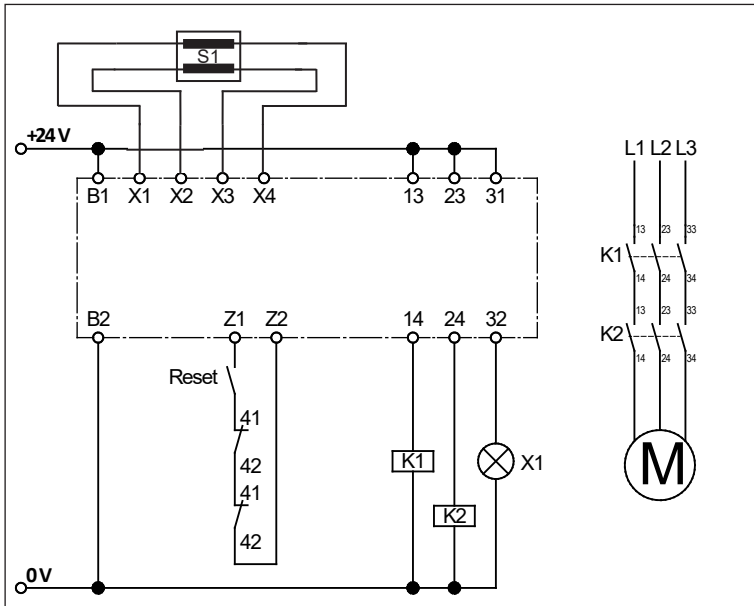 S1
+24V
B1 X1 X2 X3 X4 13 23 31
B2 Z1 Z2 14 24 32
Reset
41
42
41
42
K1
K2
X1
0V
L1 L2 L3
13 23 33
K1
14 24 34
13 23 33
K2
14 24 34
M